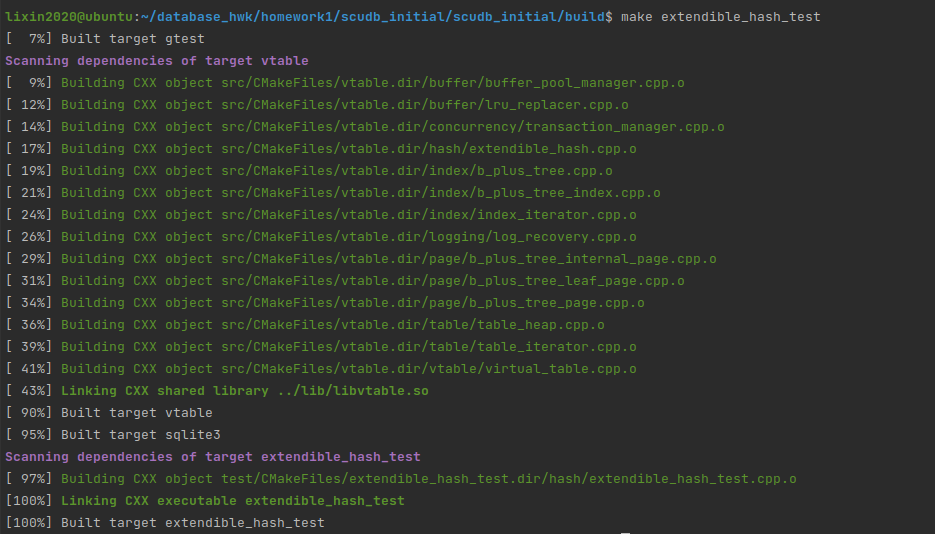 lixin2020@ubuntu:~/database_hwk/homework1/scudb_initial/scudb_initial/build$ make extendible_hash_test
[  7%] Built target gtest
Scanning dependencies of target vtable
[  9%] Building CXX object src/CMakeFiles/vtable.dir/buffer/buffer_pool_manager.cpp.o
[ 12%] Building CXX object src/CMakeFiles/vtable.dir/buffer/lru_replacer.cpp.o
[ 14%] Building CXX object src/CMakeFiles/vtable.dir/concurrency/transaction_manager.cpp.o
[ 17%] Building CXX object src/CMakeFiles/vtable.dir/hash/extendible_hash.cpp.o
[ 19%] Building CXX object src/CMakeFiles/vtable.dir/index/b_plus_tree.cpp.o
[ 21%] Building CXX object src/CMakeFiles/vtable.dir/index/b_plus_tree_index.cpp.o
[ 24%] Building CXX object src/CMakeFiles/vtable.dir/index/index_iterator.cpp.o
[ 26%] Building CXX object src/CMakeFiles/vtable.dir/logging/log_recovery.cpp.o
[ 29%] Building CXX object src/CMakeFiles/vtable.dir/page/b_plus_tree_internal_page.cpp.o
[ 31%] Building CXX object src/CMakeFiles/vtable.dir/page/b_plus_tree_leaf_page.cpp.o
[ 34%] Building CXX object src/CMakeFiles/vtable.dir/page/b_plus_tree_page.cpp.o
[ 36%] Building CXX object src/CMakeFiles/vtable.dir/table/table_heap.cpp.o
[ 39%] Building CXX object src/CMakeFiles/vtable.dir/table/table_iterator.cpp.o
[ 41%] Building CXX object src/CMakeFiles/vtable.dir/vtable/virtual_table.cpp.o
[ 43%] Linking CXX shared library ../lib/libvtable.so
[ 90%] Built target vtable
[ 95%] Built target sqlite3
Scanning dependencies of target extendible_hash_test
[ 97%] Building CXX object test/CMakeFiles/extendible_hash_test.dir/hash/extendible_hash_test.cpp.o
[100%] Linking CXX executable extendible_hash_test
[100%] Built target extendible_hash_test